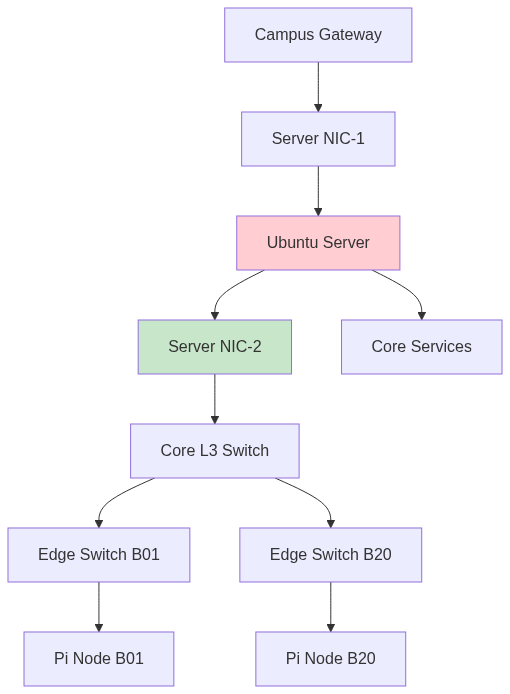 Campus Gateway
Server NIC-1
Ubuntu Server
Server NIC-2
Core Services
Core L3 Switch
Edge Switch B01
Edge Switch B20
Pi Node B01
Pi Node B20